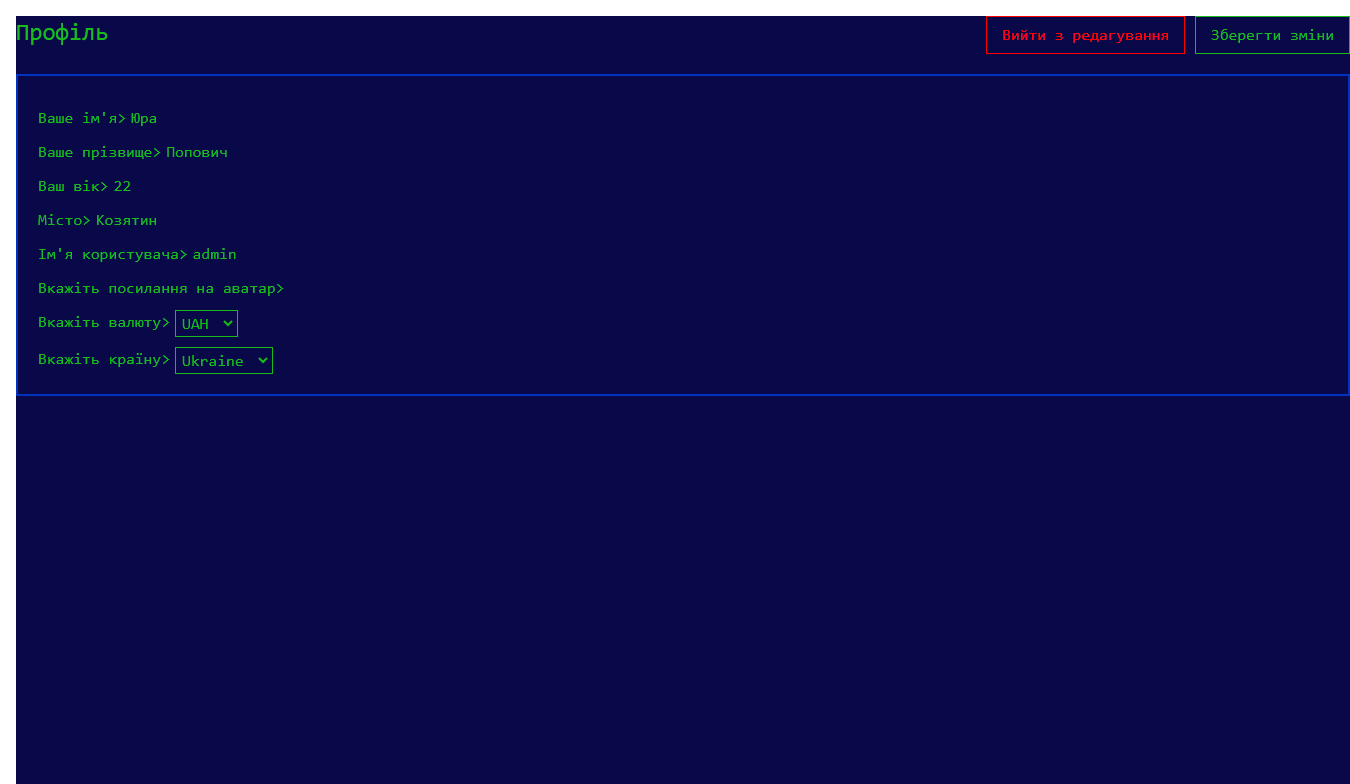 Профіль
Вийти з редагування
Зберегти зміни
Ваше ім'я> Юра
Ваше прізвище> Попович
Ваш вік> 22
Місто> Козятин
Ім'я користувача> admin
Вкажіть посилання на аватар>
Вкажіть валюту> UAH
Вкажіть країну> Ukraine